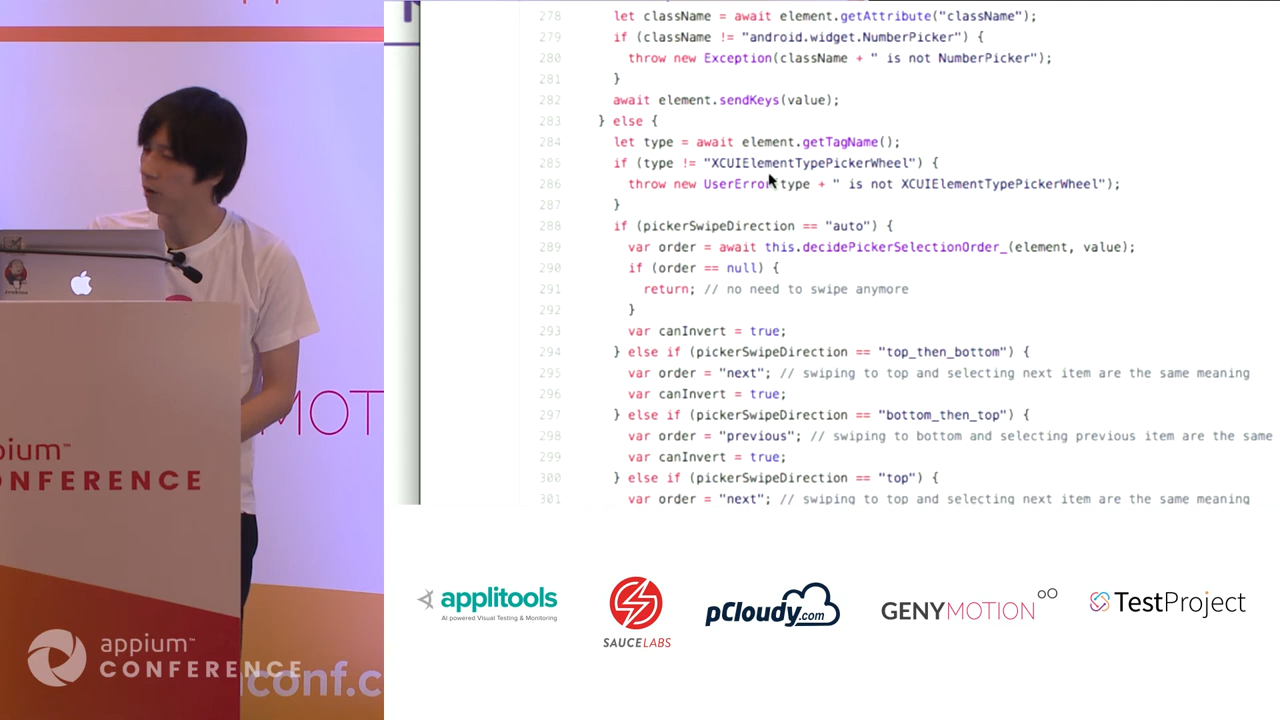 278 let className = await element.getAttribute("className");
279 if (className != "android.widget.NumberPicker") {
280 throw new Exception(className + " is not NumberPicker");
281 }
282 await element.sendKeys(value);
283 } else {
284 let type = await element.getTagName();
285 if (type != "XCUIElementTypePickerWheel") {
286 throw new UserError(type + " is not XCUIElementTypePickerWheel");
287 }
288 if (pickerSwipeDirection == "auto") {
289 var order = await this.decidePickerSelectionOrder_(element, value);
290 if (order == null) {
291 return; // no need to swipe anymore
292 }
293 var canInvert = true;
294 } else if (pickerSwipeDirection == "top_then_bottom") {
295 var order = "next"; // swiping to top and selecting next item are the same meaning
296 var canInvert = true;
297 } else if (pickerSwipeDirection == "bottom_then_top") {
298 var order = "previous"; // swiping to bottom and selecting previous item are the same
299 var canInvert = true;
300 } else if (pickerSwipeDirection == "top") {
301 var order = "next"; // swiping to top and selecting next item are the same meaning
MOT
pium™
ONFERENCE
appium™
CONFERENCE
conf.c
applitools
AI powered Visual Testing & Monitoring
SAUCELABS
pCloudy.com
GENYMOTION
TestProject